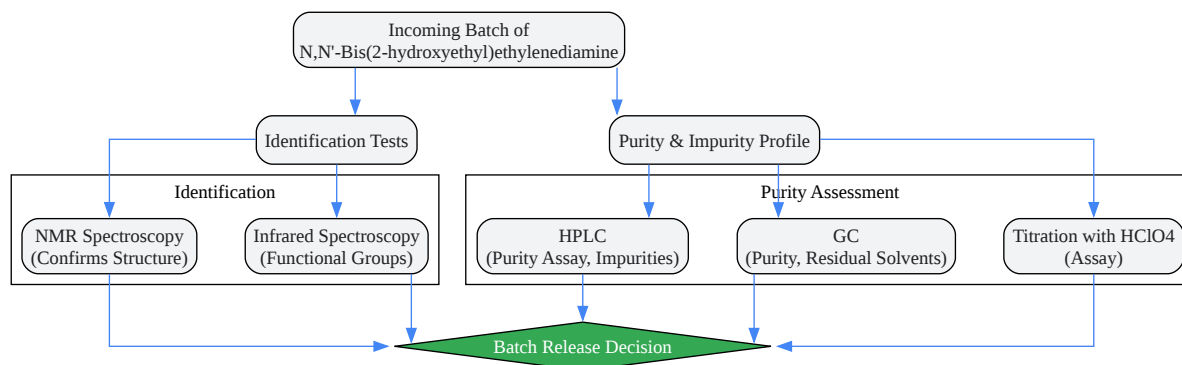 Incoming Batch of
N,N'-Bis(2-hydroxyethyl)ethylenediamine
Identification Tests
Purity & Impurity Profile
Identification
Purity Assessment
NMR Spectroscopy
(Confirms Structure)
Infrared Spectroscopy
(Functional Groups)
HPLC
(Purity Assay, Impurities)
GC
(Purity, Residual Solvents)
Titration with HClO4
(Assay)
Batch Release Decision